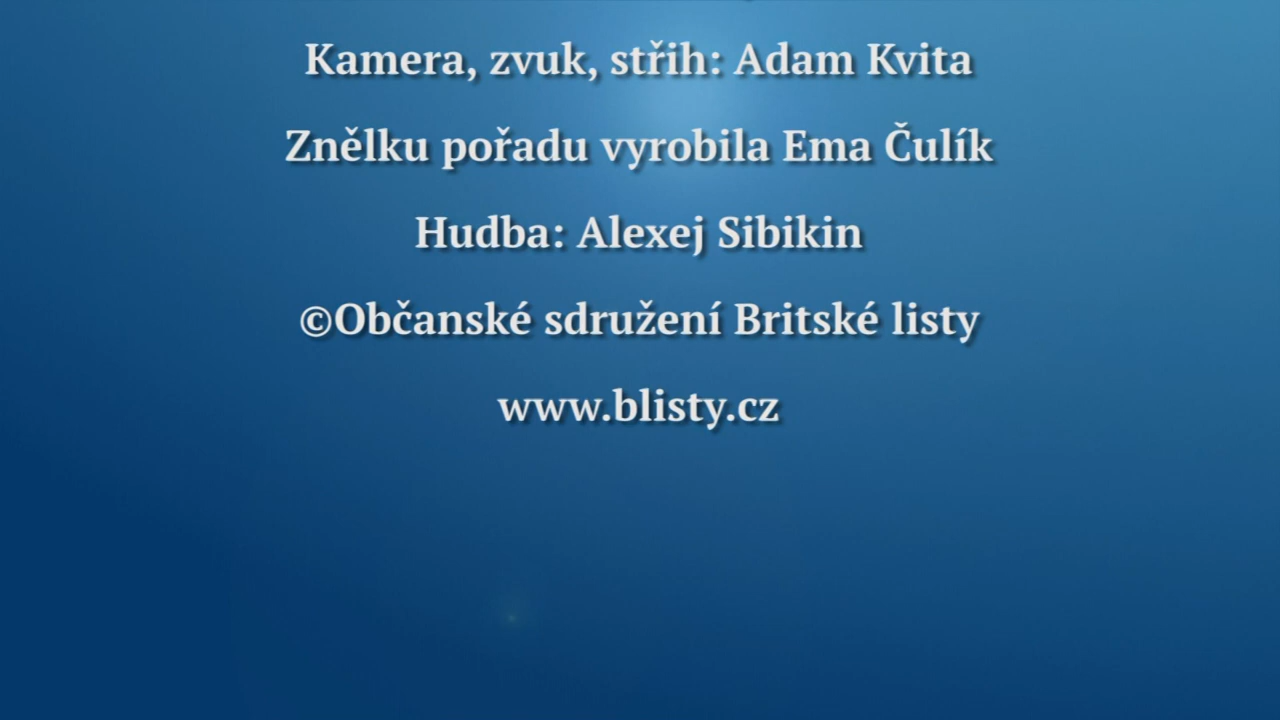 Kamera, zvuk, střih: Adam Kvita
Znělku pořadu vyrobila Ema Čulík
Hudba: Alexej Sibikin
©Občanské sdružení Britské listy
www.blisty.cz